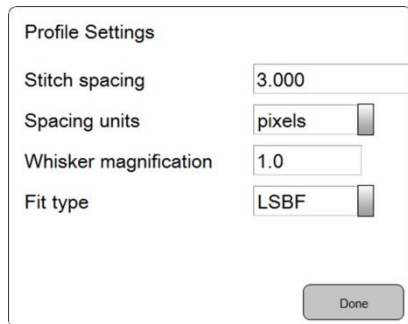 Profile Settings
Stitch spacing 3.000
Spacing units pixels
Whisker magnification 1.0
Fit type LSBF
Done